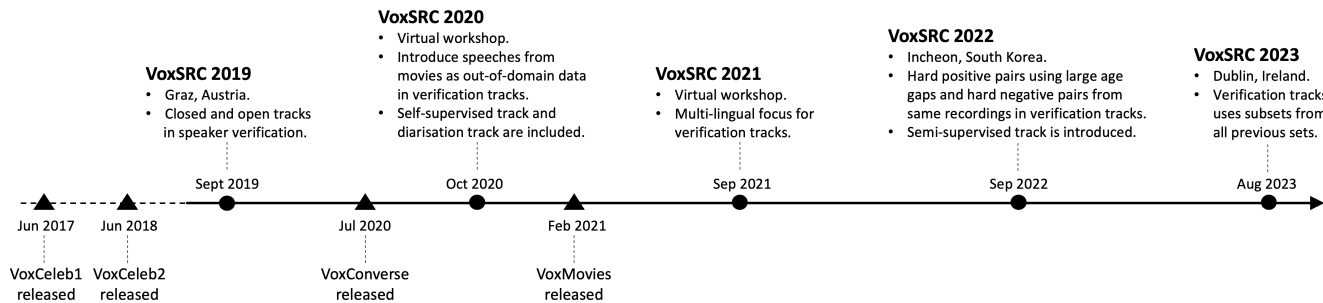 VoxSRC 2019
• Graz, Austria.
• Closed and open tracks
in speaker verification.
Sept 2019
VoxSRC 2020
• Virtual workshop.
• Introduce speeches from
movies as out-of-domain data
in verification tracks.
• Self-supervised track and
diarisation track are included.
Oct 2020
VoxSRC 2021
• Virtual workshop.
• Multi-lingual focus for
verification tracks.
Sep 2021
VoxSRC 2022
• Incheon, South Korea.
• Hard positive pairs using large age
gaps and hard negative pairs from
same recordings in verification tracks.
• Semi-supervised track is introduced.
Sep 2022
VoxSRC 2023
• Dublin, Ireland.
• Verification tracks
uses subsets from
all previous sets.
Aug 2023
Jun 2017
VoxCeleb1
released
Jun 2018
VoxCeleb2
released
Jul 2020
VoxConverse
released
Feb 2021
VoxMovies
released